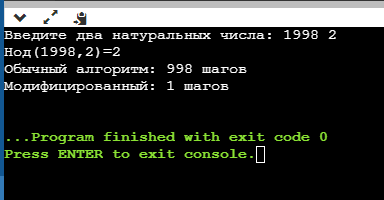 Введите два натуральных числа: 1998 2
Нод(1998,2)=2
Обычный алгоритм: 998 шагов
Модифицированный: 1 шагов
...Program finished with exit code 0
Press ENTER to exit console.